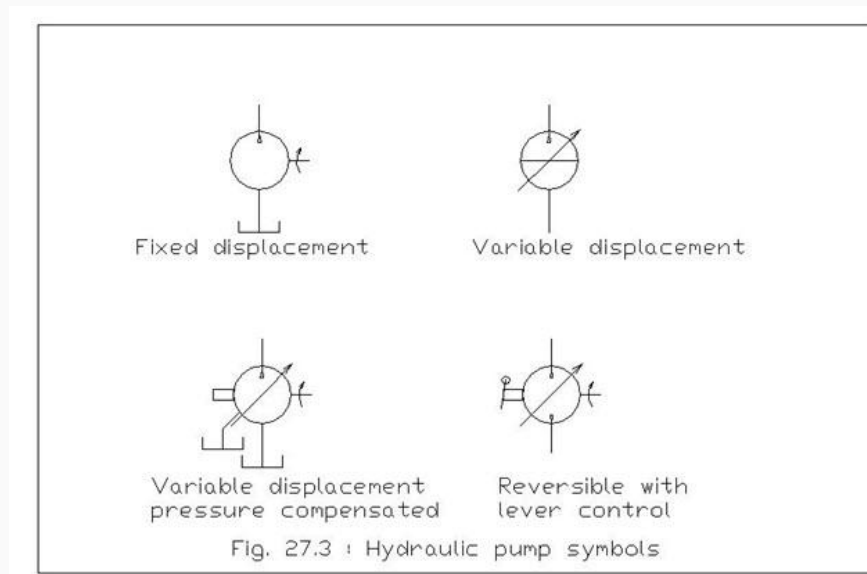 Fixed displacement
Variable displacement
Variable displacement
pressure compensated
Reversible with
lever control
Fig. 27.3 : Hydraulic pump symbols